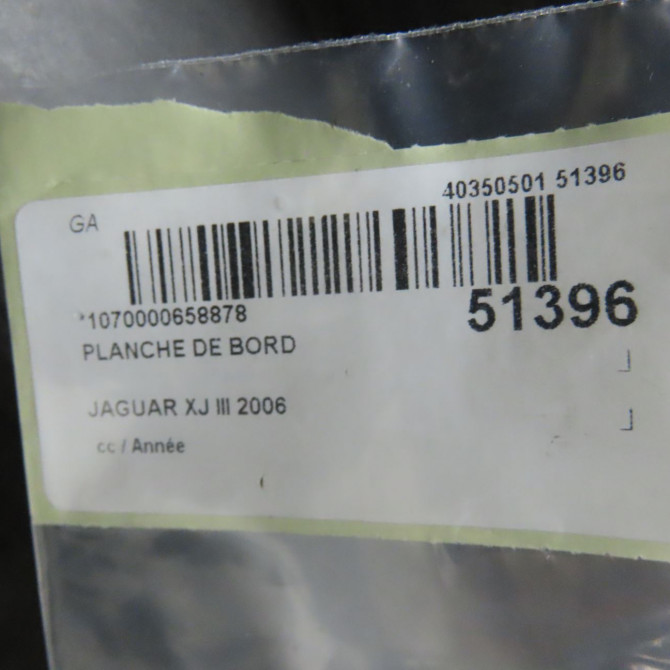 40350501 51396
GA
*1070000658878
51396
PLANCHE DE BORD
JAGUAR XJ III 2006
cc / Année